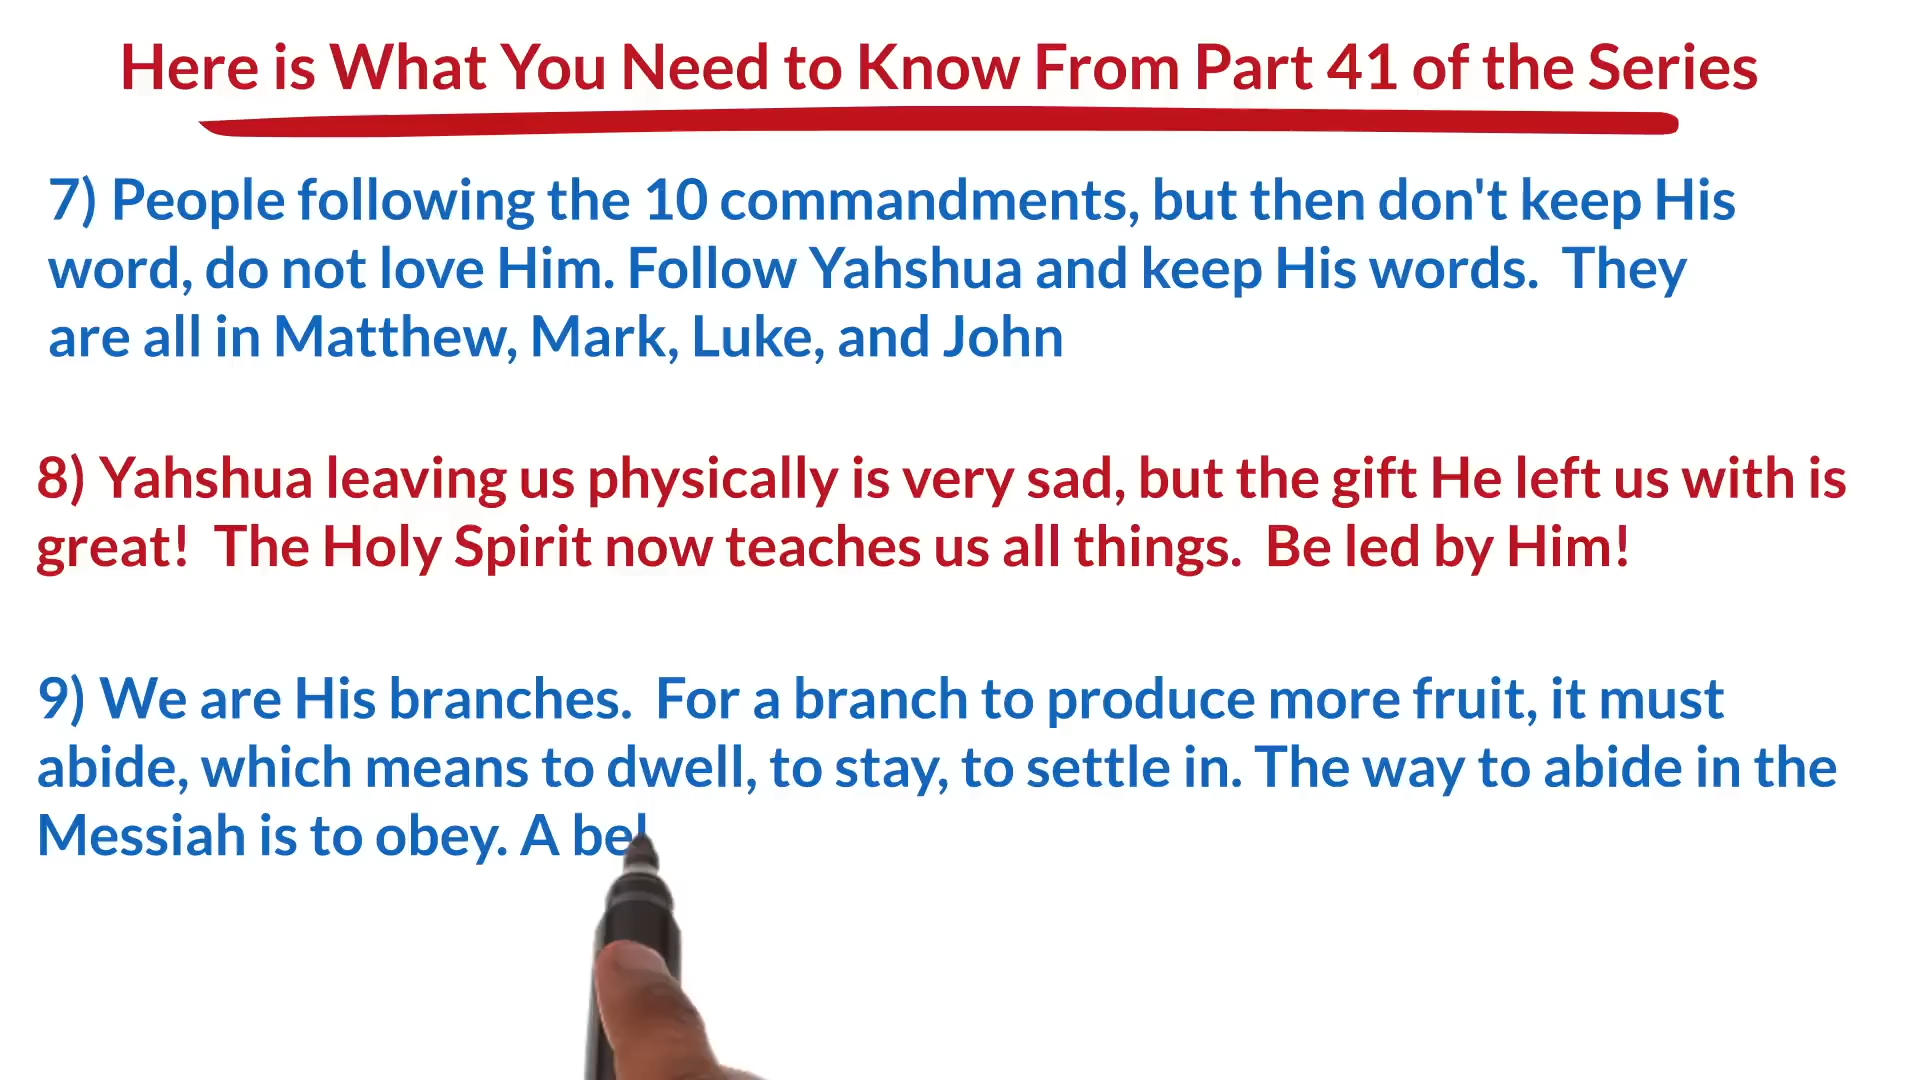 Here is What You Need to Know From Part 41 of the Series
7) People following the 10 commandments, but then don't keep His
word, do not love Him. Follow Yahshua and keep His words.  They
are all in Matthew, Mark, Luke, and John
8) Yahshua leaving us physically is very sad, but the gift He left us with is
great!  The Holy Spirit now teaches us all things.  Be led by Him!
9) We are His branches.  For a branch to produce more fruit, it must
abide, which means to dwell, to stay, to settle in. The way to abide in the
Messiah is to obey. A bel